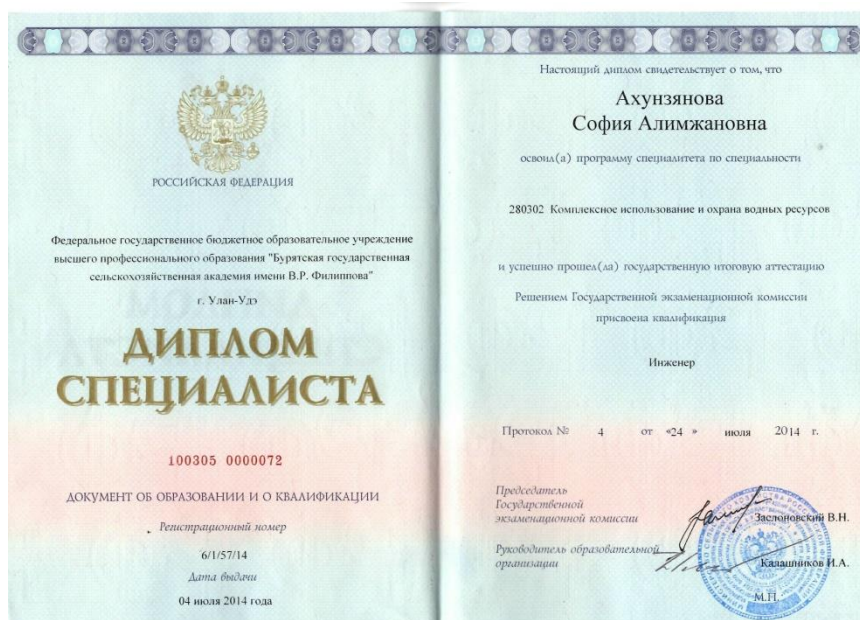 РОССИЙСКАЯ ФЕДЕРАЦИЯ
Федеральное государственное бюджетное образовательное учреждение
высшего профессионального образования "Бурятская государственная
сельскохозяйственная академия имени В.Р. Филиппова"
г. Улан-Удэ
ДИПЛОМ
СПЕЦИАЛИСТА
100305 0000072
ДОКУМЕНТ ОБ ОБРАЗОВАНИИ И О КВАЛИФИКАЦИИ
Регистрационный номер
6/1/57/14
Дата выдачи
04 июля 2014 года
Настоящий диплом свидетельствует о том, что
Ахунзянова
София Алимжановна
освоил(а) программу специалитета по специальности
280302 Комплексное использование и охрана водных ресурсов
и успешно прошел(ла) государственную итоговую аттестацию
Решением Государственной экзаменационной комиссии
присвоена квалификация
Инженер
Протокол № 4 от «24 » июля 2014 г.
Председатель
Государственной
экзаменационной комиссии
Заслоновский В.Н.
Руководитель образовательной
организации
Калашников И.А.
М.П.